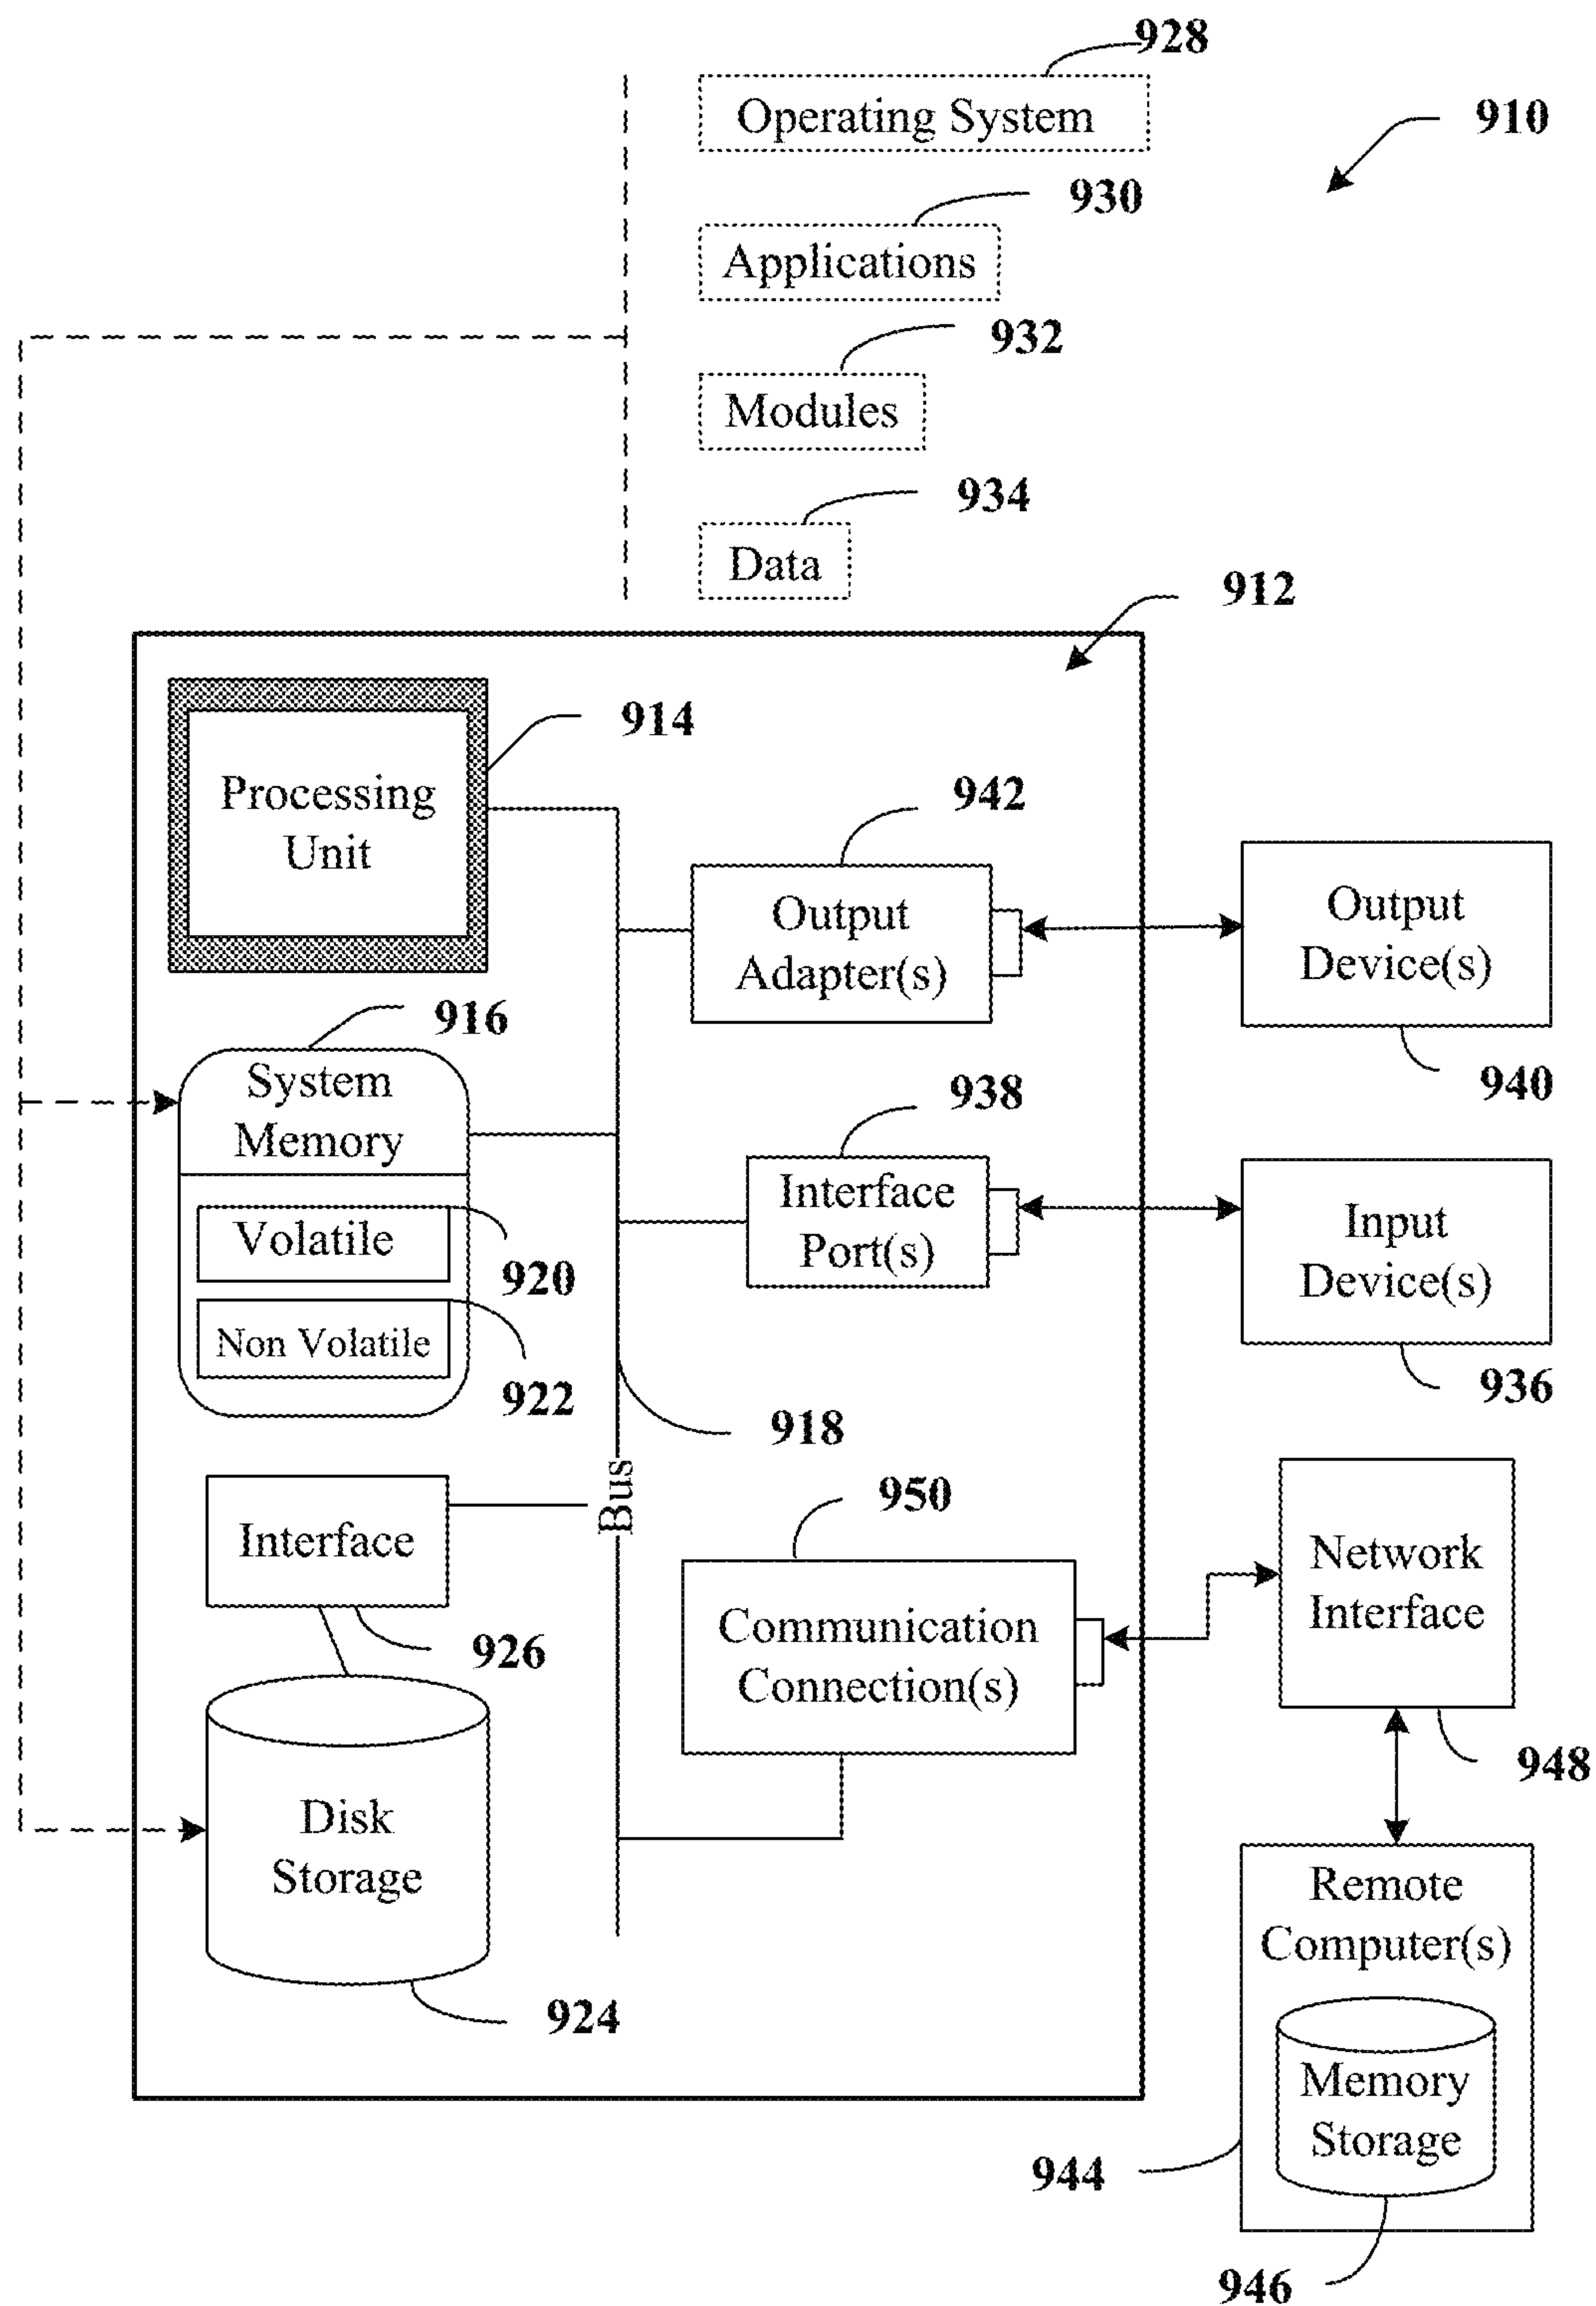 928
Operating System
910
930
Applications
932
Modules
934
Data
912
914
Processing
Unit
942
Output
Adapter(s)
Output
Device(s)
940
916
System
Memory
938
Interface
Port(s)
Input
Device(s)
936
Volatile
920
Non Volatile
922
918
Bus
950
Interface
926
Communication
Connection(s)
Network
Interface
948
Disk
Storage
924
Remote
Computer(s)
Memory
Storage
944
946